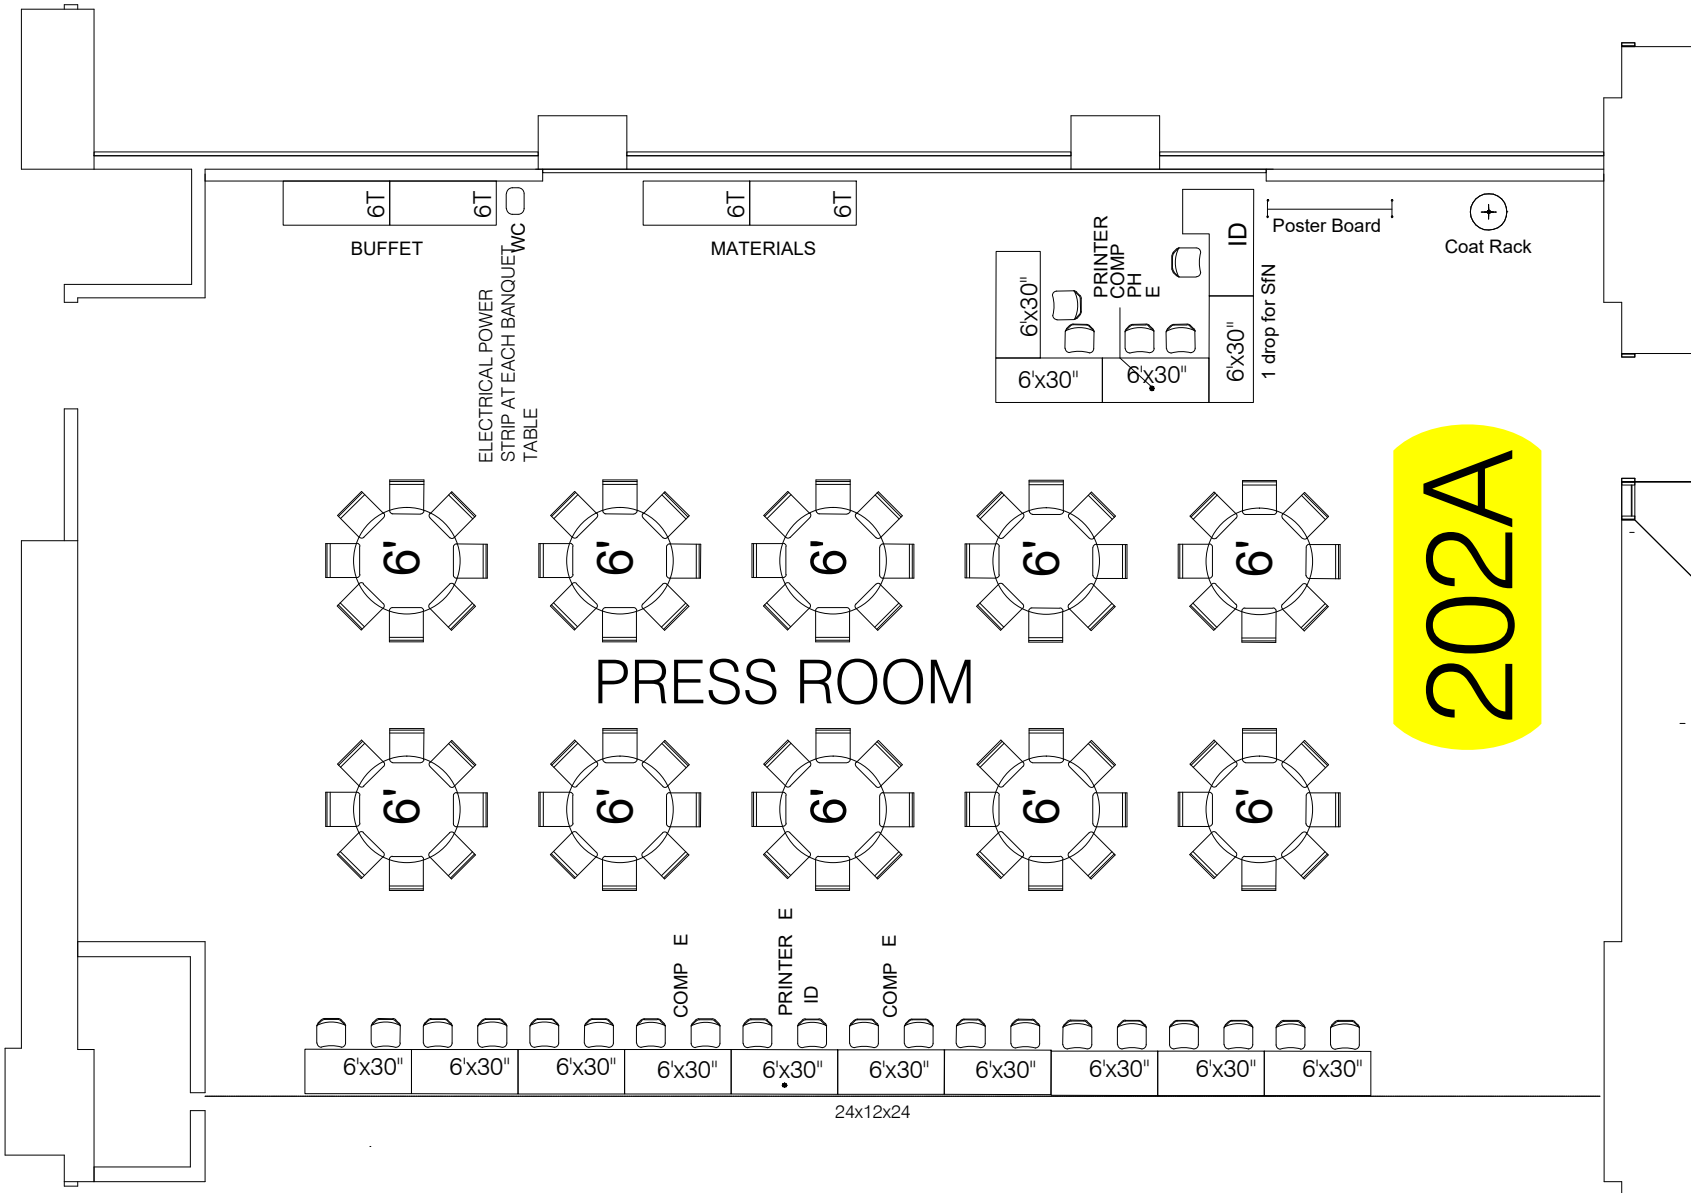 6T
6T
WC
BUFFET
6T
6T
MATERIALS
PRINTER
COMP
PH
E
ID
Poster Board
Coat Rack
ELECTRICAL POWER
STRIP AT EACH BANQUET
TABLE
6'x30"
6'x30"
6'x30"
6'x30"
1 drop for SfN
202A
6'
6'
6'
6'
6'
PRESS ROOM
6'
6'
6'
6'
6'
COMP E
PRINTER E
ID
COMP E
6'x30"
6'x30"
6'x30"
6'x30"
6'x30"
6'x30"
6'x30"
6'x30"
6'x30"
6'x30"
24x12x24